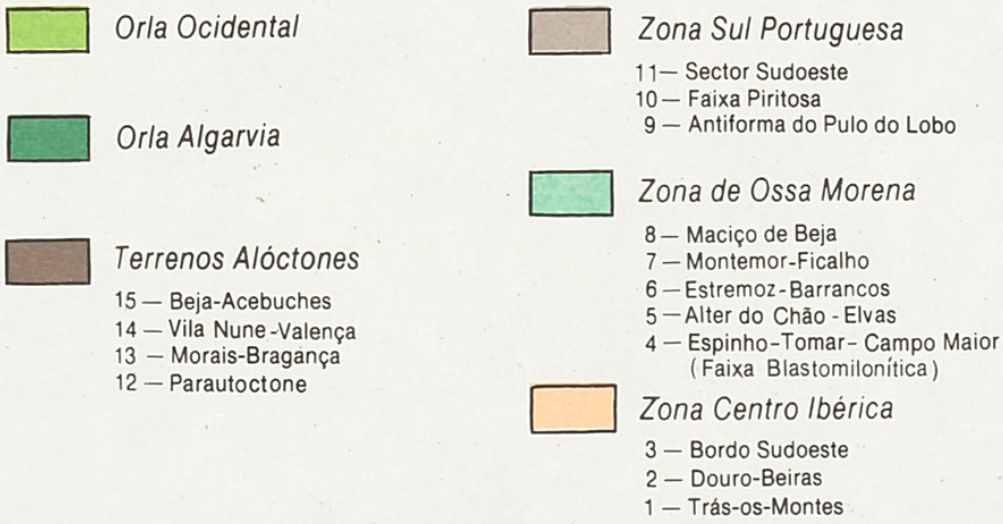 Orla Ocidental
Orla Algarvia
Terrenos Alóctones
15 — Beja-Acebuches
14 — Vila Nune-Valença
13 — Morais-Bragança
12 — Parautoctone
Zona Sul Portuguesa
11 — Sector Sudoeste
10 — Faixa Piritosa
9 — Antiforma do Pulo do Lobo
Zona de Ossa Morena
8 — Maciço de Beja
7 — Montemor-Ficalho
6 — Estremoz-Barrancos
5 — Alter do Chão - Elvas
4 — Espinho-Tomar- Campo Maior
(Faixa Blastomilonítica)
Zona Centro Ibérica
3 — Bordo Sudoeste
2 — Douro-Beiras
1 — Trás-os-Montes